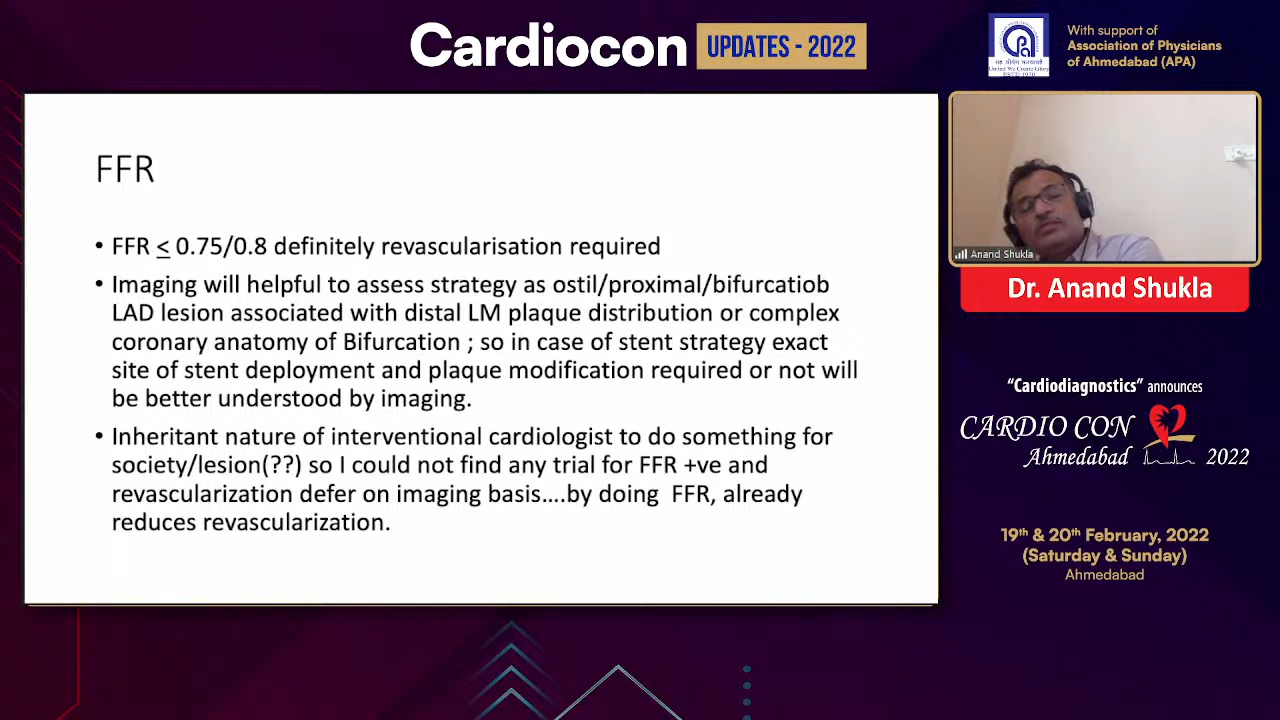 Cardiocon
UPDATES - 2022
With support of
Association of Physicians
of Ahmedabad (APA)
United We Create Glory
ESTD 1970
FFR
• FFR ≤ 0.75/0.8 definitely revascularisation required
• Imaging will helpful to assess strategy as ostil/proximal/bifurcatiob
LAD lesion associated with distal LM plaque distribution or complex
coronary anatomy of Bifurcation ; so in case of stent strategy exact
site of stent deployment and plaque modification required or not will
be better understood by imaging.
• Inheritant nature of interventional cardiologist to do something for
society/lesion(??) so I could not find any trial for FFR +ve and
revascularization defer on imaging basis....by doing  FFR, already
reduces revascularization.
Anand Shukla
Dr. Anand Shukla
“Cardiodiagnostics” announces
CARDIO CON
Ahmedabad 2022
19th & 20th February, 2022
(Saturday & Sunday)
Ahmedabad